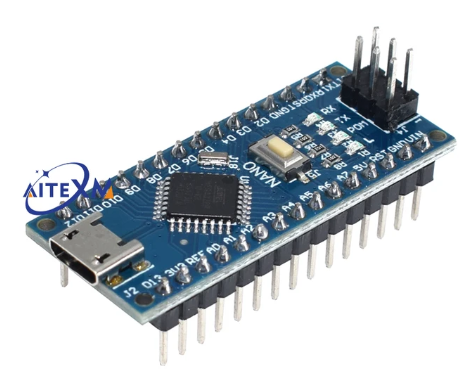 AITEXM
TX1 RX0 RST GND D2 D3 D4 D5 D6 D7 D8 D9 D10 D11 D12
RX
TX
POW
L
NANO
J2 D13 3V3 REF A0 A1 A2 A3 A4 A5 A6 A7 5V RST GND VIN